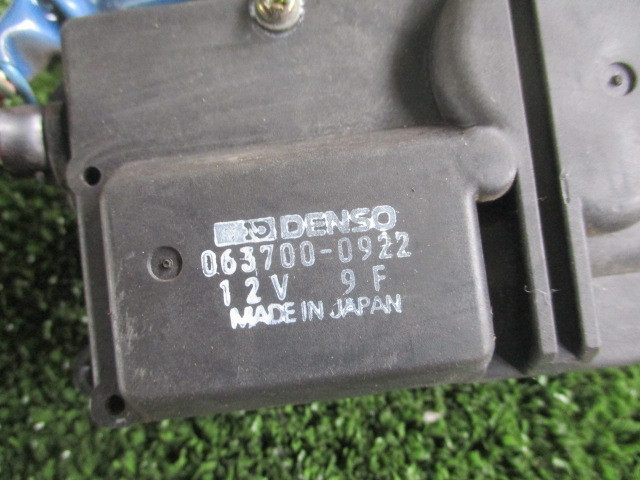 DENSO
063700-0922
12V 9F
MADE IN JAPAN